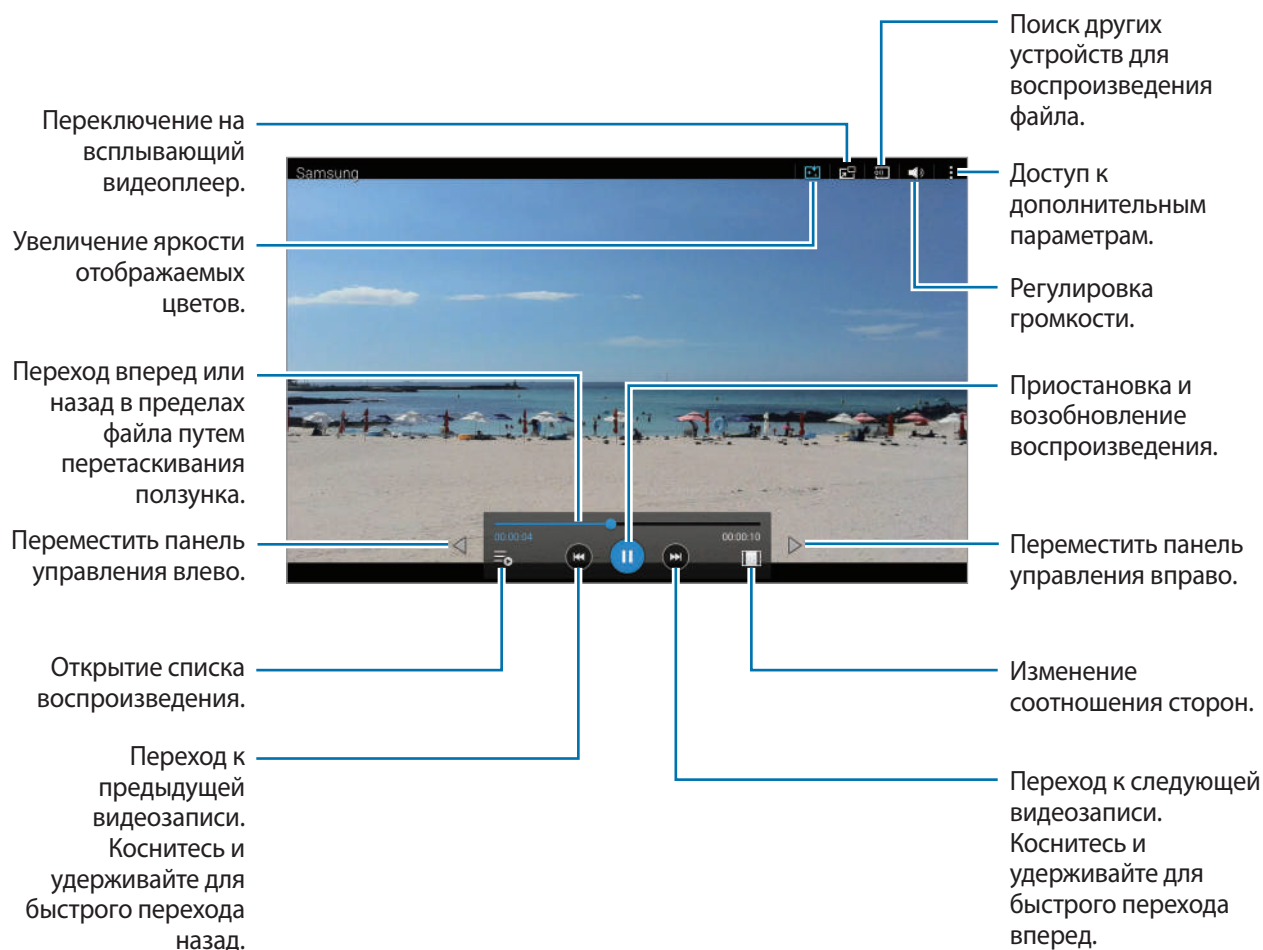 Поиск других
устройств для
воспроизведения
файла.
Переключение на
всплывающий
видеоплеер.
Samsung
Доступ к
дополнительным
параметрам.
Увеличение яркости
отображаемых
цветов.
Регулировка
громкости.
Переход вперед или
назад в пределах
файла путем
перетаскивания
ползунка.
Приостановка и
возобновление
воспроизведения.
00:00:04
00:00:10
Переместить панель
управления влево.
Переместить панель
управления вправо.
Открытие списка
воспроизведения.
Изменение
соотношения сторон.
Переход к
предыдущей
видеозаписи.
Коснитесь и
удерживайте для
быстрого перехода
назад.
Переход к следующей
видеозаписи.
Коснитесь и
удерживайте для
быстрого перехода
вперед.